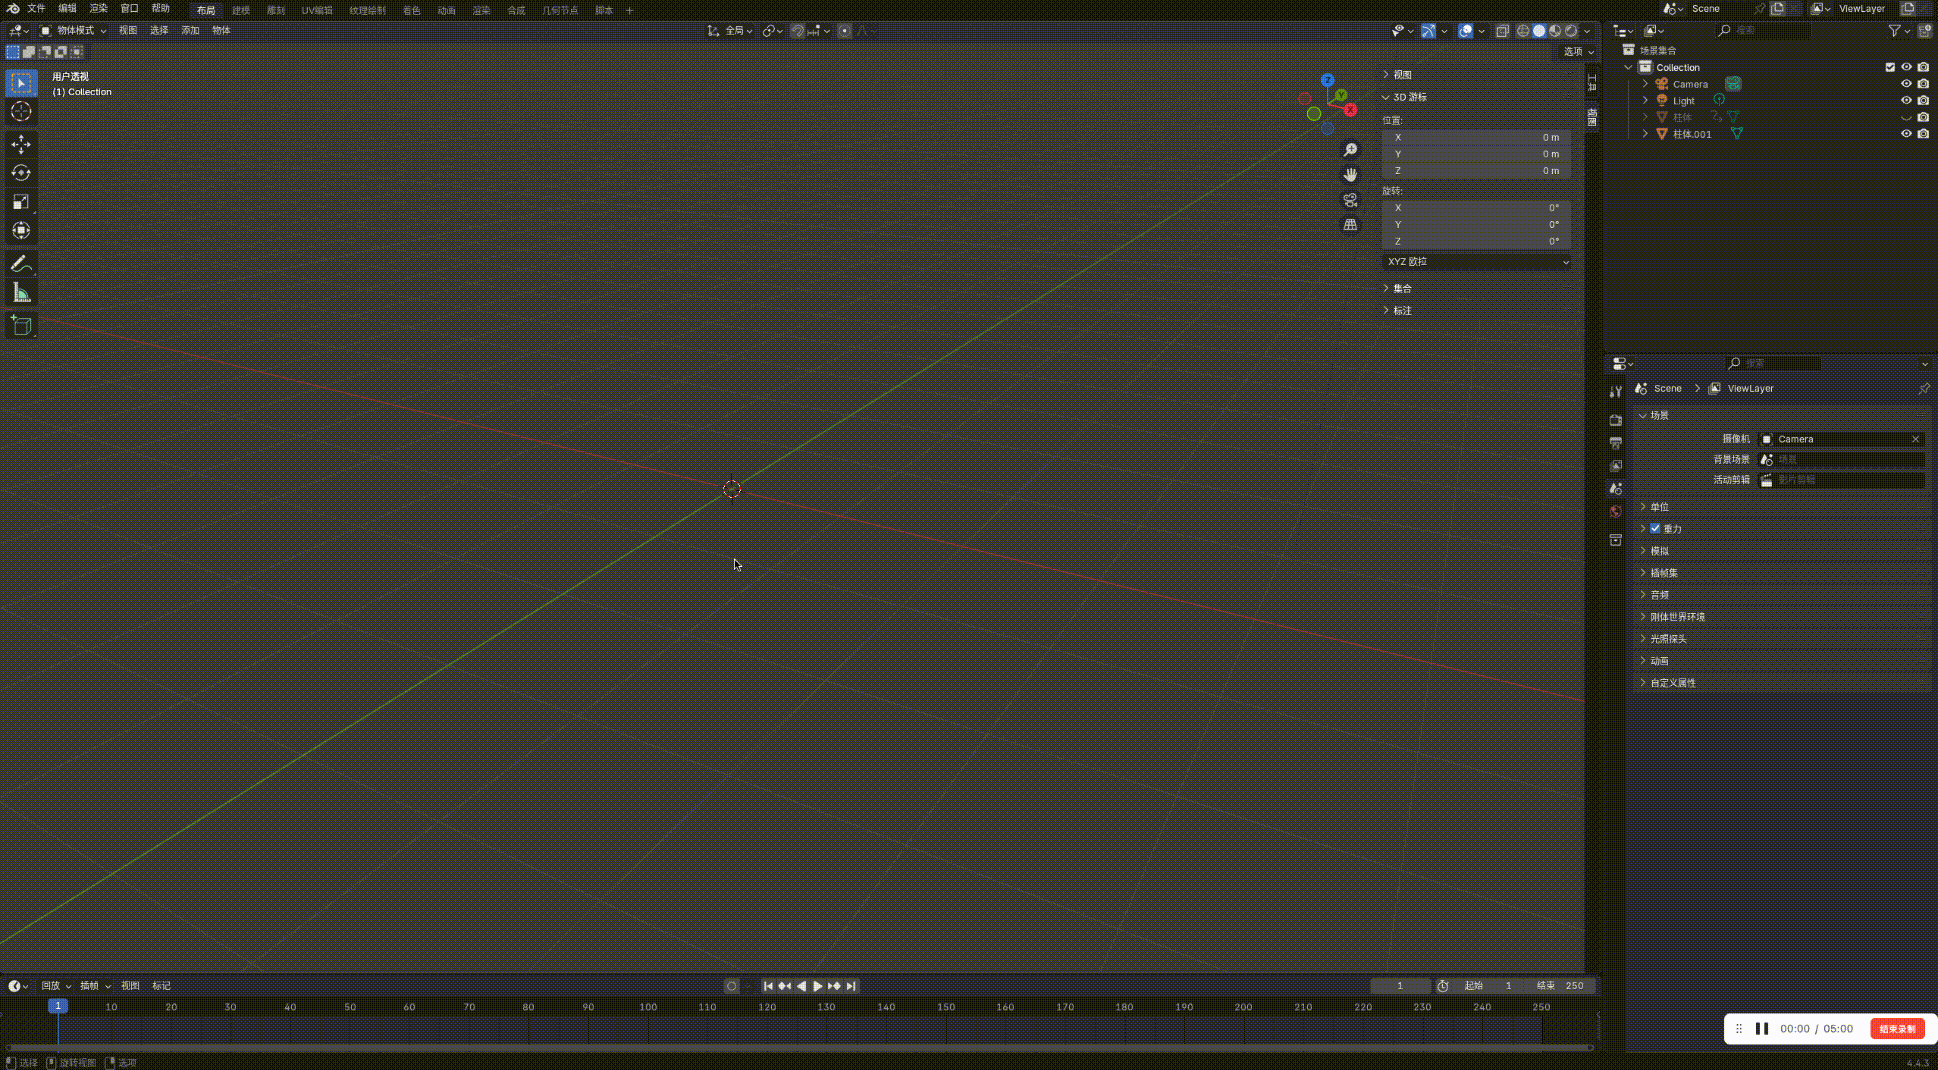 文件 编辑 渲染 窗口 帮助 布局 建模 雕刻 UV编辑 纹理绘制 着色 动画 渲染 合成 几何节点 脚本 + Scene ViewLayer
物体模式 视图 选择 添加 物体 全局 搜索
选项
用户透视
(1) Collection
视图
3D 游标
位置:
X 0 m
Y 0 m
Z 0 m
旋转:
X 0°
Y 0°
Z 0°
XYZ 欧拉
集合
标注
工具
视图
Z
Y
X
场景集合
Collection
Camera
Light
柱体
柱体.001
搜索
Scene > ViewLayer
场景
摄像机 Camera
背景场景 场景
活动剪辑 影片剪辑
单位
重力
模拟
插帧集
音频
刚体世界环境
光照探头
动画
自定义属性
回放 插帧 视图 标记 1 起始 1 结束 250
1 10 20 30 40 50 60 70 80 90 100 110 120 130 140 150 160 170 180 190 200 210 220 230 240 250
00:00 / 05:00 结束录制
选择 旋转视图 选项 4.4.3